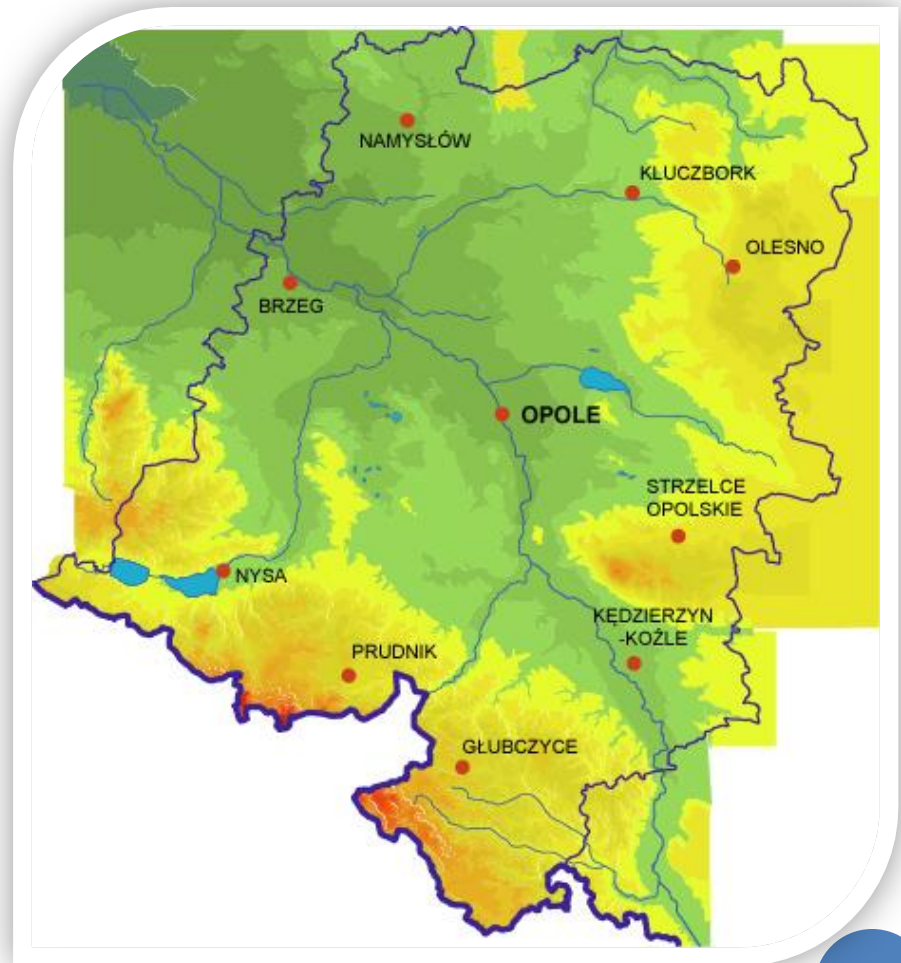 NAMYSŁÓW
KLUCZBORK
OLESNO
BRZEG
OPOLE
STRZELCE
OPOLSKIE
NYSA
KĘDZIERZYN
-KOŹLE
PRUDNIK
GŁUBCZYCE